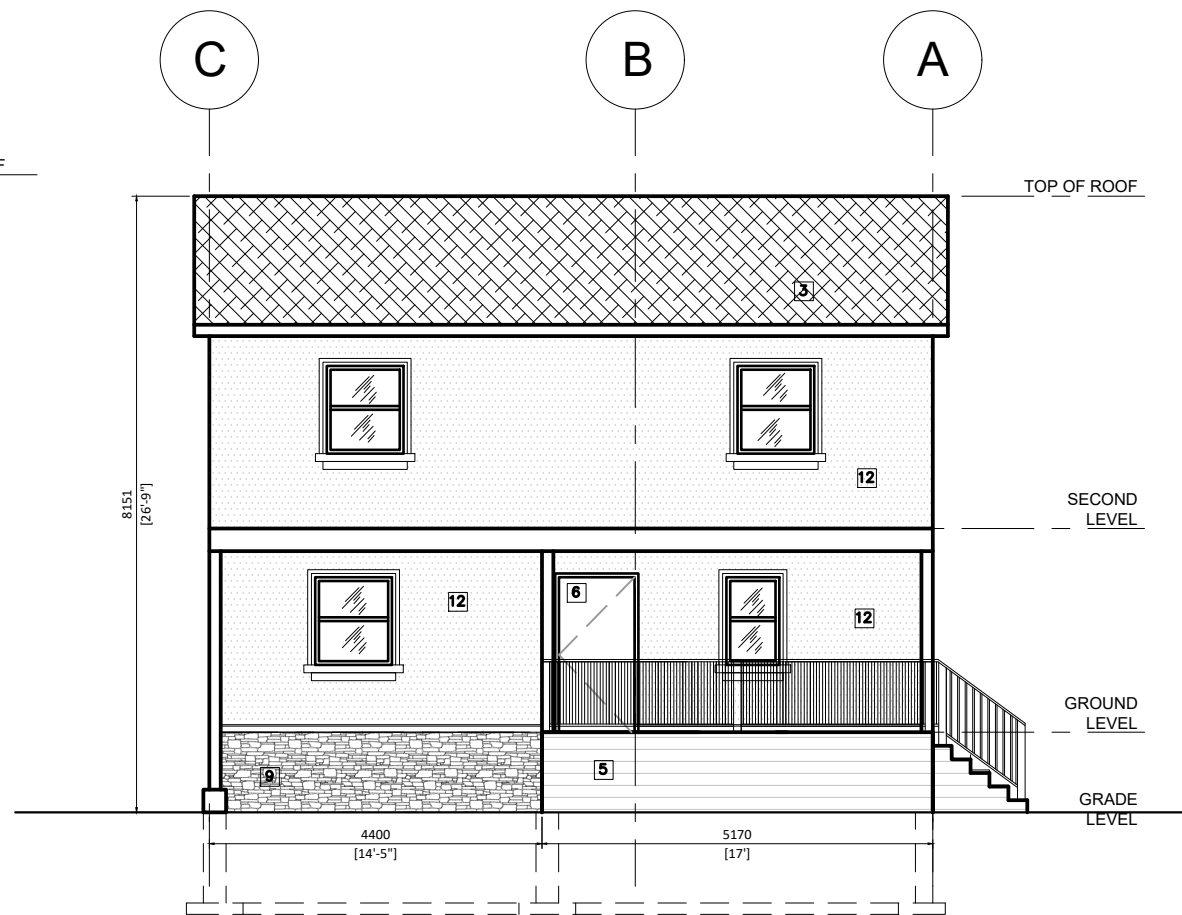 C
B
A
F
TOP OF ROOF
3
8151
[26'-9"]
12
SECOND
LEVEL
6
12
12
GROUND
LEVEL
9
5
GRADE
LEVEL
4400
[14'-5"]
5170
[17']